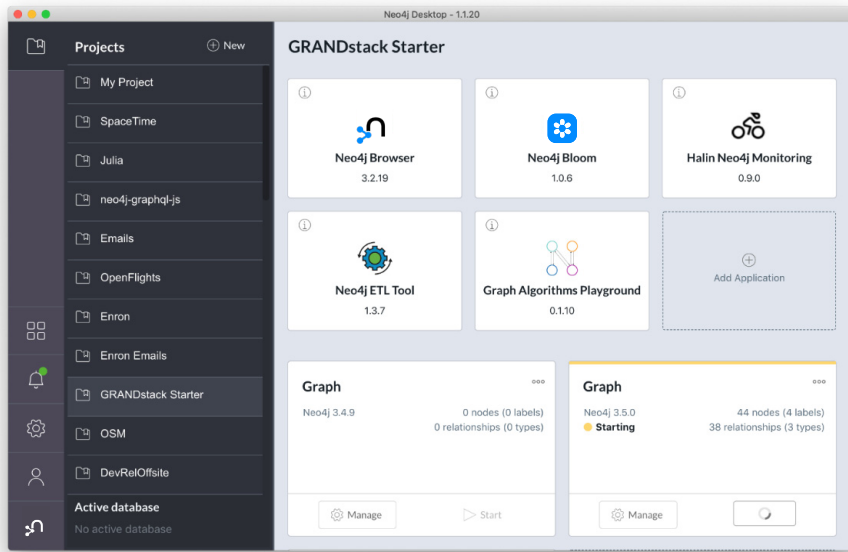 Neo4j Desktop - 1.1.20
Projects
New
My Project
SpaceTime
Julia
neo4j-graphql-js
Emails
OpenFlights
Enron
Enron Emails
GRANDstack Starter
OSM
DevRelOffsite
Active database
No active database
GRANDstack Starter
Neo4j Browser
3.2.19
Neo4j Bloom
1.0.6
Halin Neo4j Monitoring
0.9.0
Neo4j ETL Tool
1.3.7
Graph Algorithms Playground
0.1.10
Add Application
Graph
Neo4j 3.4.9
0 nodes (0 labels)
0 relationships (0 types)
Manage
Start
Graph
Neo4j 3.5.0
44 nodes (4 labels)
Starting
38 relationships (3 types)
Manage